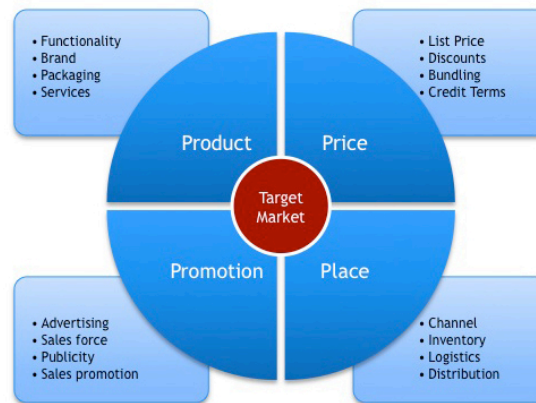 • Functionality
• Brand
• Packaging
• Services
• List Price
• Discounts
• Bundling
• Credit Terms
Product
Price
Target
Market
Promotion
Place
• Advertising
• Sales force
• Publicity
• Sales promotion
• Channel
• Inventory
• Logistics
• Distribution